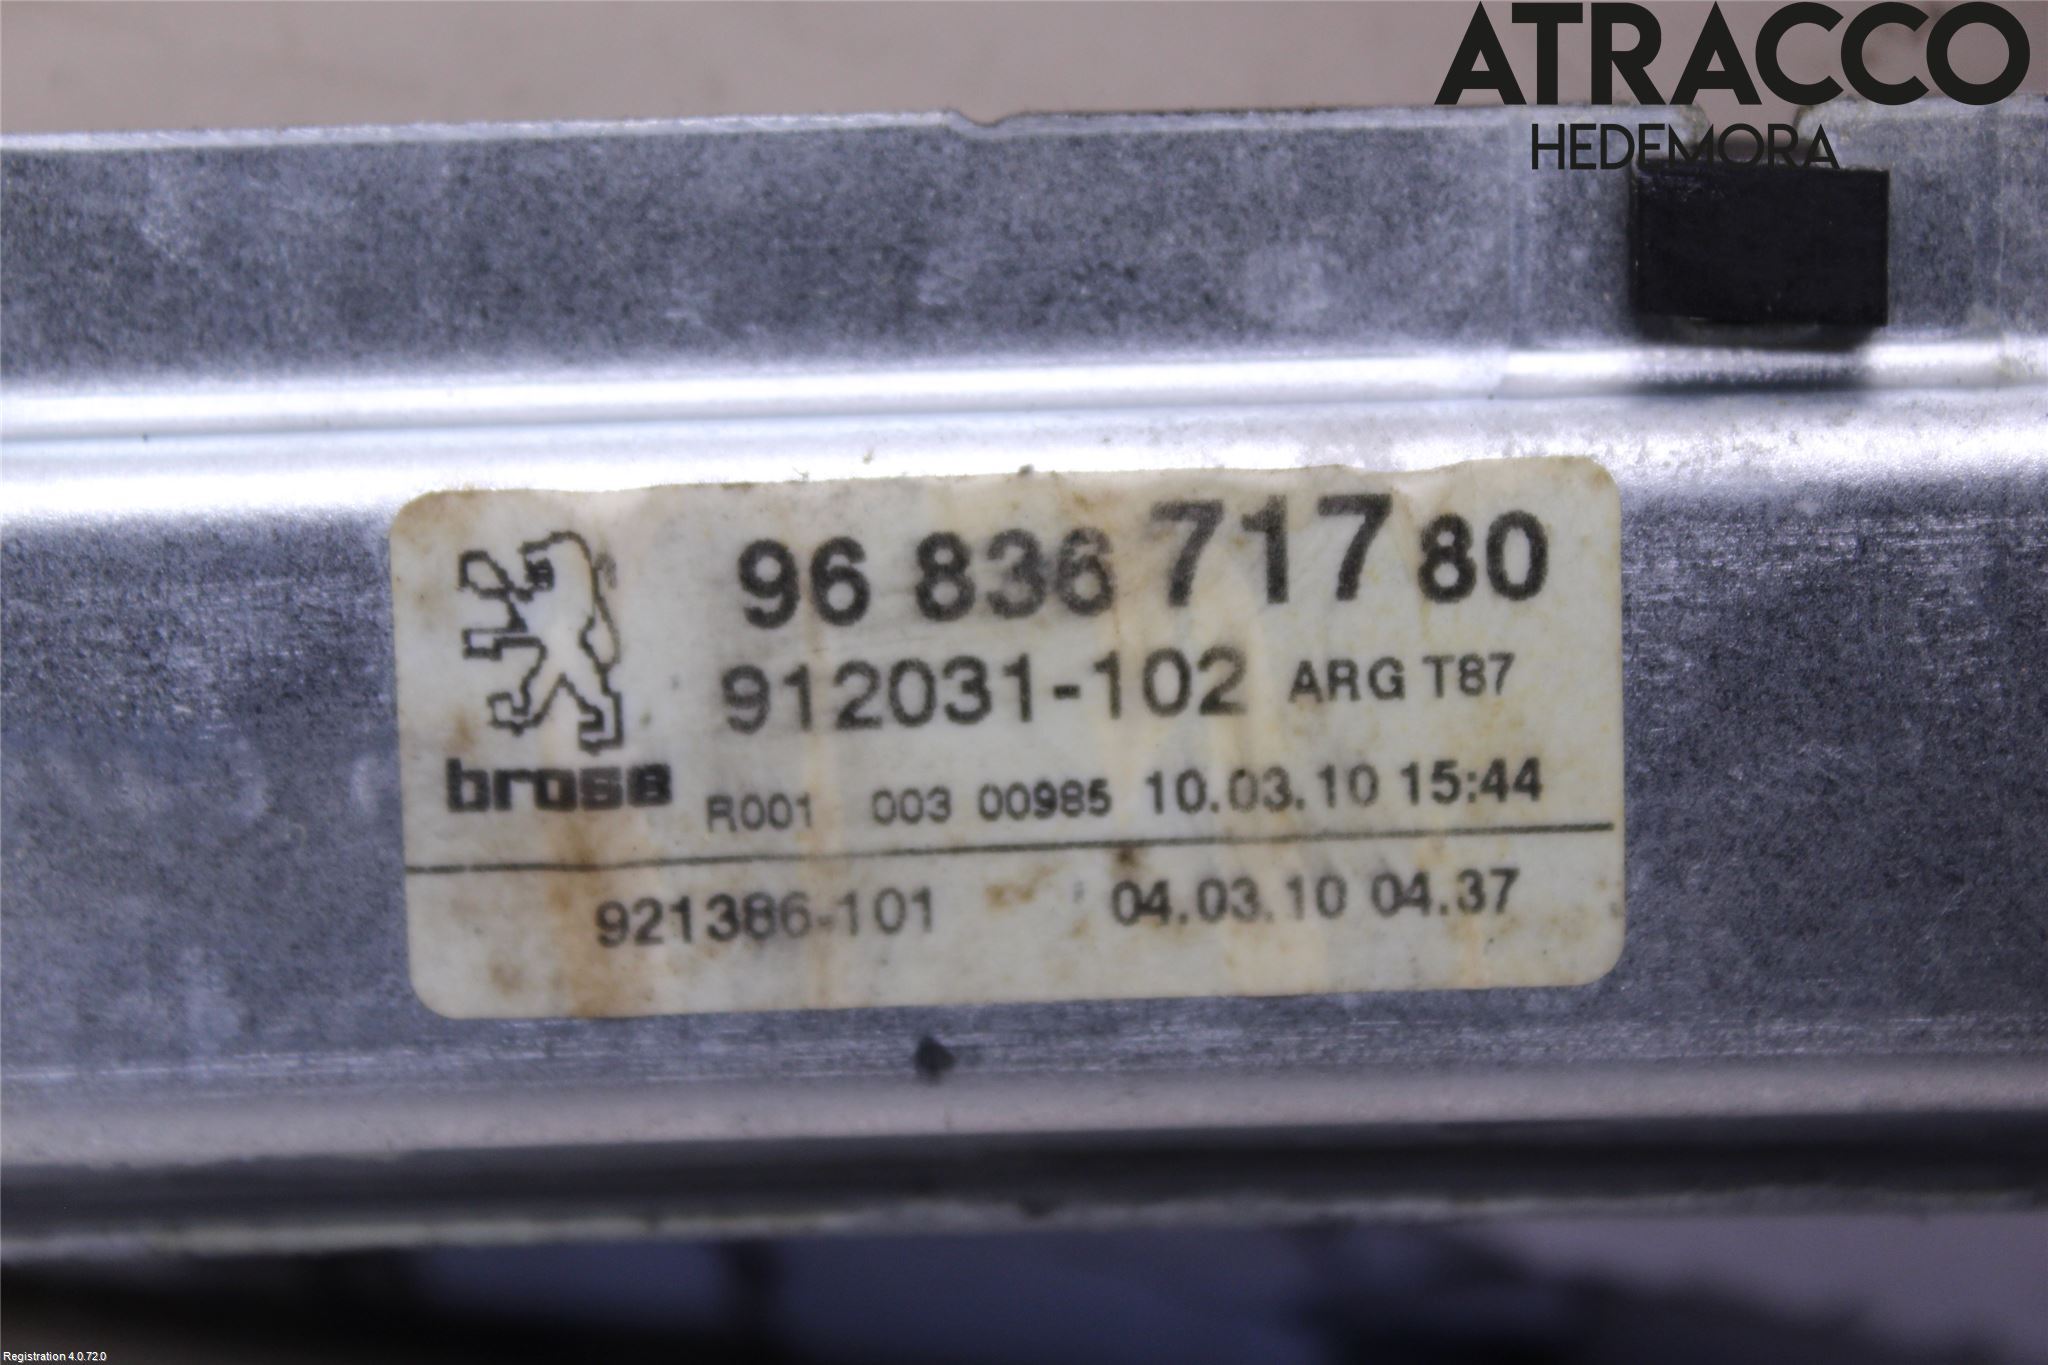 ATRACCO
HEDEMORA
96 836 717 80
912031-102 ARG T87
brose
R001 003 00985 10.03.10 15:44
921386-101 04.03.10 04.37
Registration 4.0.72.0